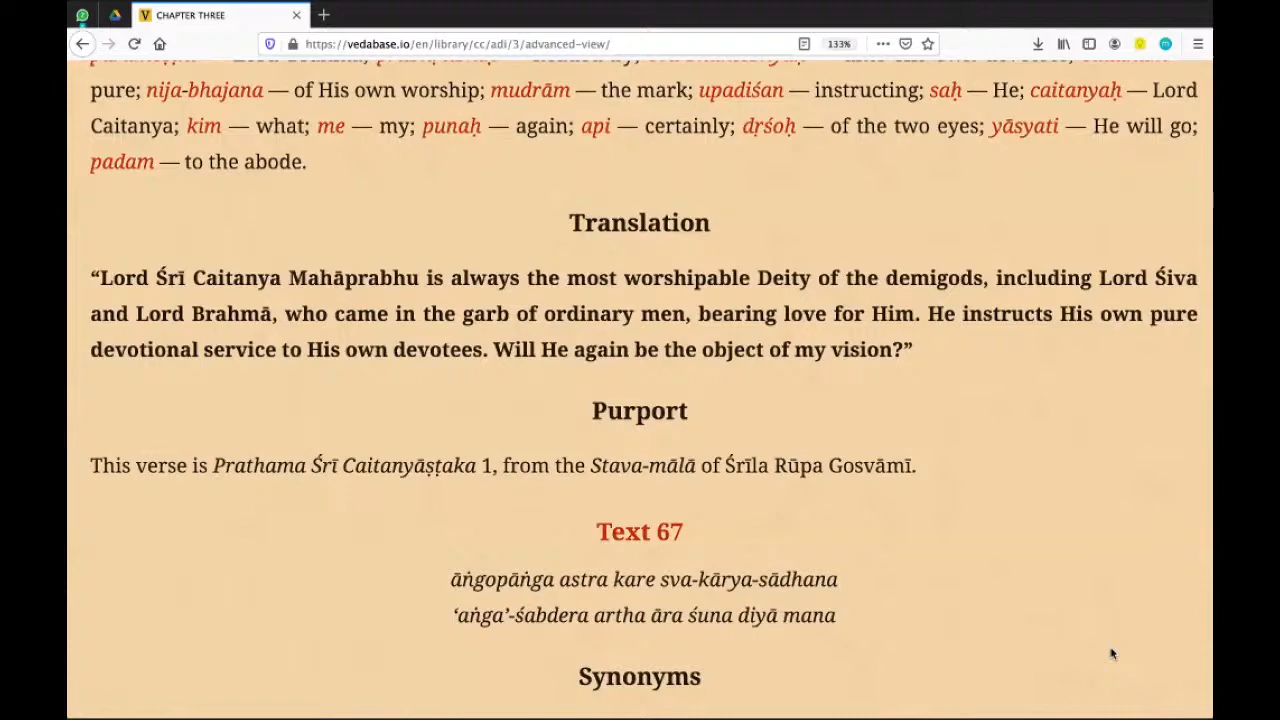 CHAPTER THREE
https://vedabase.io/en/library/cc/adi/3/advanced-view/
133%
pure; nija-bhajana — of His own worship; mudrām — the mark; upadiśan — instructing; saḥ — He; caitanyaḥ — Lord
Caitanya; kim — what; me — my; punaḥ — again; api — certainly; dṛśoḥ — of the two eyes; yāsyati — He will go;
padam — to the abode.
Translation
“Lord Śrī Caitanya Mahāprabhu is always the most worshipable Deity of the demigods, including Lord Śiva
and Lord Brahmā, who came in the garb of ordinary men, bearing love for Him. He instructs His own pure
devotional service to His own devotees. Will He again be the object of my vision?”
Purport
This verse is Prathama Śrī Caitanyāṣṭaka 1, from the Stava-mālā of Śrīla Rūpa Gosvāmī.
Text 67
āṅgopāṅga astra kare sva-kārya-sādhana
‘aṅga’-śabdera artha āra śuna diyā mana
Synonyms